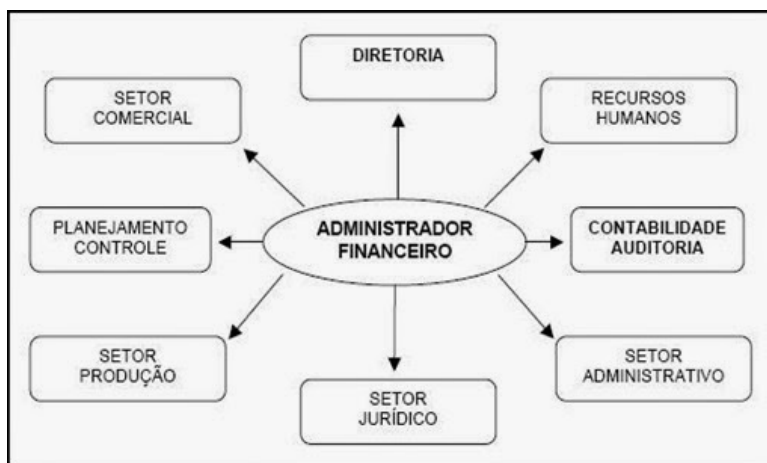 DIRETORIA
SETOR
COMERCIAL
RECURSOS
HUMANOS
PLANEJAMENTO
CONTROLE
ADMINISTRADOR
FINANCEIRO
CONTABILIDADE
AUDITORIA
SETOR
PRODUÇÃO
SETOR
JURÍDICO
SETOR
ADMINISTRATIVO